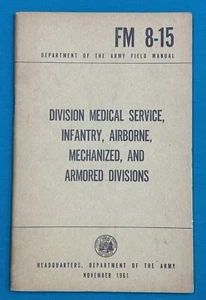 FM 8-15
DEPARTMENT OF THE ARMY FIELD MANUAL
DIVISION MEDICAL SERVICE,
INFANTRY, AIRBORNE,
MECHANIZED, AND
ARMORED DIVISIONS
HEADQUARTERS, DEPARTMENT OF THE ARMY
NOVEMBER 1961